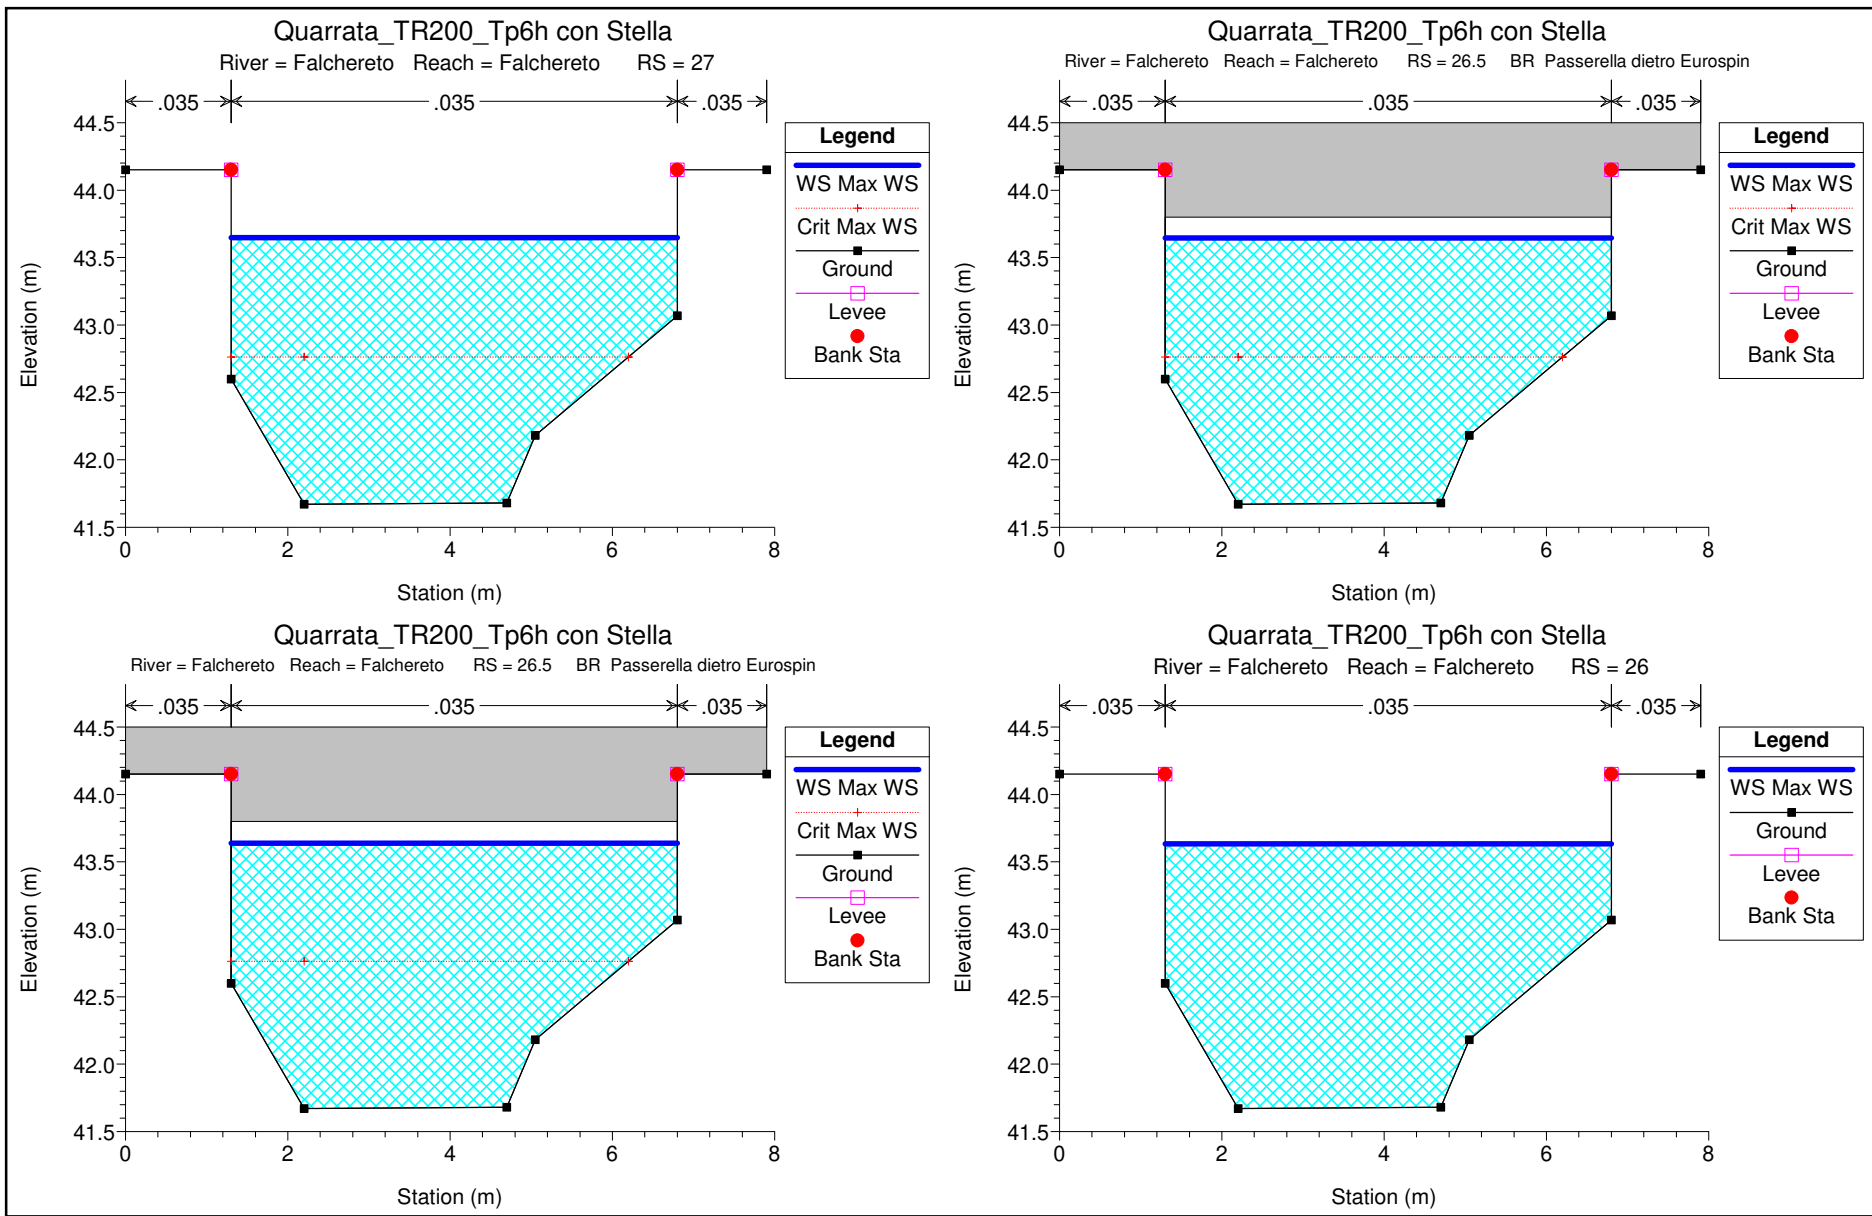 Quarrata_TR200_Tp6h con Stella
River = Falchereto Reach = Falchereto RS = 27
.035 .035 .035
44.5
44.0
43.5
43.0
42.5
42.0
41.5
0 2 4 6 8
Station (m)
Elevation (m)
Legend
WS Max WS
Crit Max WS
Ground
Levee
Bank Sta
Quarrata_TR200_Tp6h con Stella
River = Falchereto Reach = Falchereto RS = 26.5 BR Passerella dietro Eurospin
.035 .035 .035
44.5
44.0
43.5
43.0
42.5
42.0
41.5
0 2 4 6 8
Station (m)
Elevation (m)
Legend
WS Max WS
Crit Max WS
Ground
Levee
Bank Sta
Quarrata_TR200_Tp6h con Stella
River = Falchereto Reach = Falchereto RS = 26.5 BR Passerella dietro Eurospin
.035 .035 .035
44.5
44.0
43.5
43.0
42.5
42.0
41.5
0 2 4 6 8
Station (m)
Elevation (m)
Legend
WS Max WS
Crit Max WS
Ground
Levee
Bank Sta
Quarrata_TR200_Tp6h con Stella
River = Falchereto Reach = Falchereto RS = 26
.035 .035 .035
44.5
44.0
43.5
43.0
42.5
42.0
41.5
0 2 4 6 8
Station (m)
Elevation (m)
Legend
WS Max WS
Ground
Levee
Bank Sta